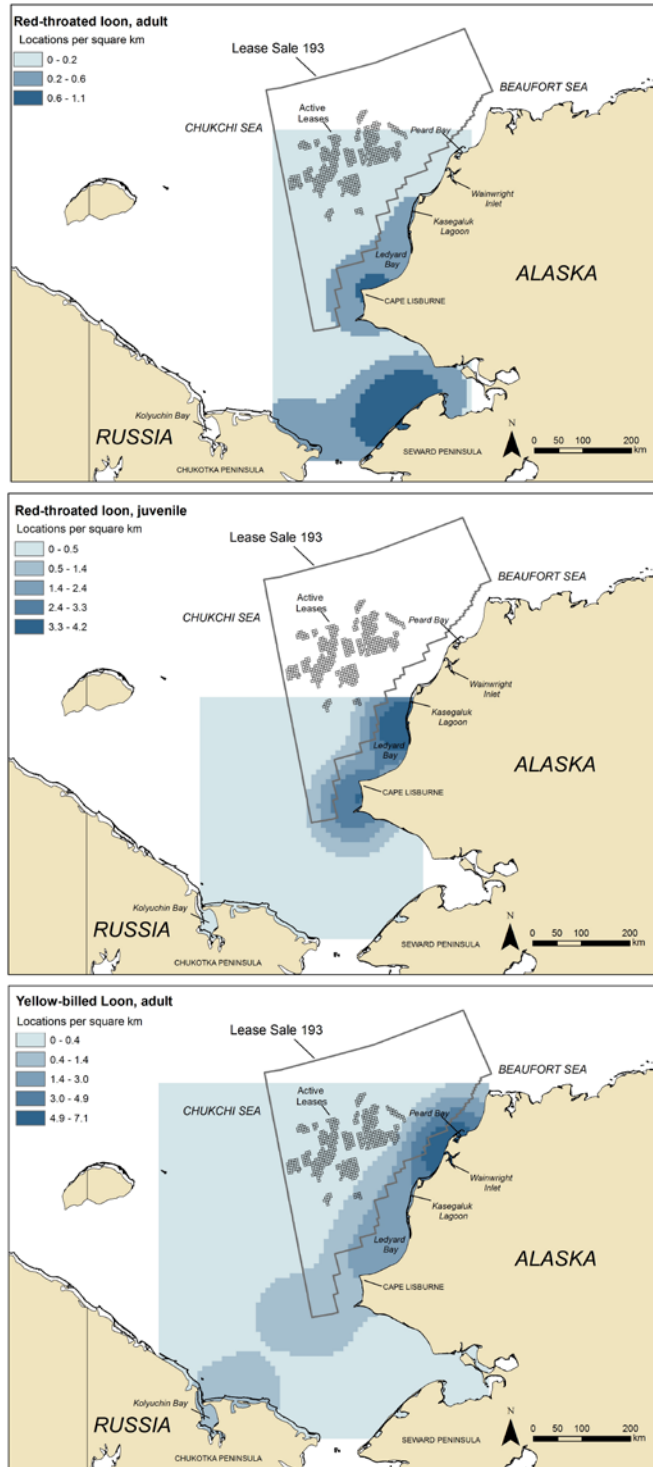 Red-throated loon, adult
Locations per square km
0 - 0.2
0.2 - 0.6
0.6 - 1.1
Lease Sale 193
BEAUFORT SEA
Active
Leases
CHUKCHI SEA
Peard Bay
Wainwright
Inlet
Kasegaluk
Lagoon
Ledyard
Bay
ALASKA
CAPE LISBURNE
Kolyuchin Bay
RUSSIA
CHUKOTKA PENINSULA
SEWARD PENINSULA
N
0 50 100 200
km
Red-throated loon, juvenile
Locations per square km
0 - 0.5
0.5 - 1.4
1.4 - 2.4
2.4 - 3.3
3.3 - 4.2
Lease Sale 193
BEAUFORT SEA
Active
Leases
CHUKCHI SEA
Peard Bay
Wainwright
Inlet
Kasegaluk
Lagoon
Ledyard
Bay
ALASKA
CAPE LISBURNE
Kolyuchin Bay
RUSSIA
CHUKOTKA PENINSULA
SEWARD PENINSULA
N
0 50 100 200
km
Yellow-billed Loon, adult
Locations per square km
0 - 0.4
0.4 - 1.4
1.4 - 3.0
3.0 - 4.9
4.9 - 7.1
Lease Sale 193
BEAUFORT SEA
Active
Leases
CHUKCHI SEA
Peard Bay
Wainwright
Inlet
Kasegaluk
Lagoon
Ledyard
Bay
ALASKA
CAPE LISBURNE
Kolyuchin Bay
RUSSIA
CHUKOTKA PENINSULA
SEWARD PENINSULA
N
0 50 100 200
km